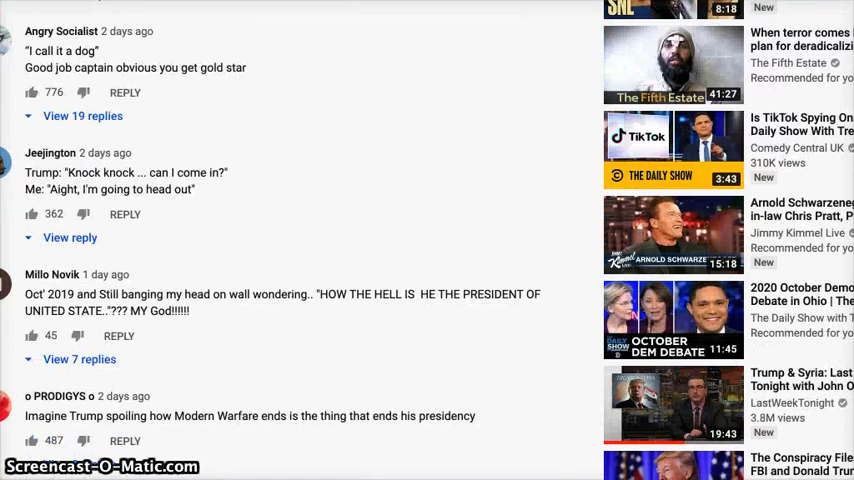 Angry Socialist 2 days ago
“I call it a dog”
Good job captain obvious you get gold star
776 REPLY
View 19 replies
Jeejington 2 days ago
Trump: "Knock knock ... can I come in?"
Me: "Aight, I'm going to head out"
362 REPLY
View reply
Millo Novik 1 day ago
Oct' 2019 and Still banging my head on wall wondering.. "HOW THE HELL IS HE THE PRESIDENT OF
UNITED STATE.."??? MY God!!!!!!
45 REPLY
View 7 replies
o PRODIGYS o 2 days ago
Imagine Trump spoiling how Modern Warfare ends is the thing that ends his presidency
487 REPLY
Screencast-O-Matic.com
SNL
8:18
New
The Fifth Estate
41:27
When terror comes
plan for deradicaliz
The Fifth Estate
Recommended for yo
TikTok
THE DAILY SHOW
3:43
Is TikTok Spying On
Daily Show With Tre
Comedy Central UK
310K views
New
JIMMY KIMMEL LIVE
ARNOLD SCHWARZE
15:18
Arnold Schwarzeneg
in-law Chris Pratt, P
Jimmy Kimmel Live
Recommended for yo
New
DAILY SHOW
OCTOBER
DEM DEBATE
11:45
2020 October Demo
Debate in Ohio | The
The Daily Show with T
Recommended for yo
19:43
Trump & Syria: Last
Tonight with John O
LastWeekTonight
3.8M views
New
The Conspiracy File
FBI and Donald Trum